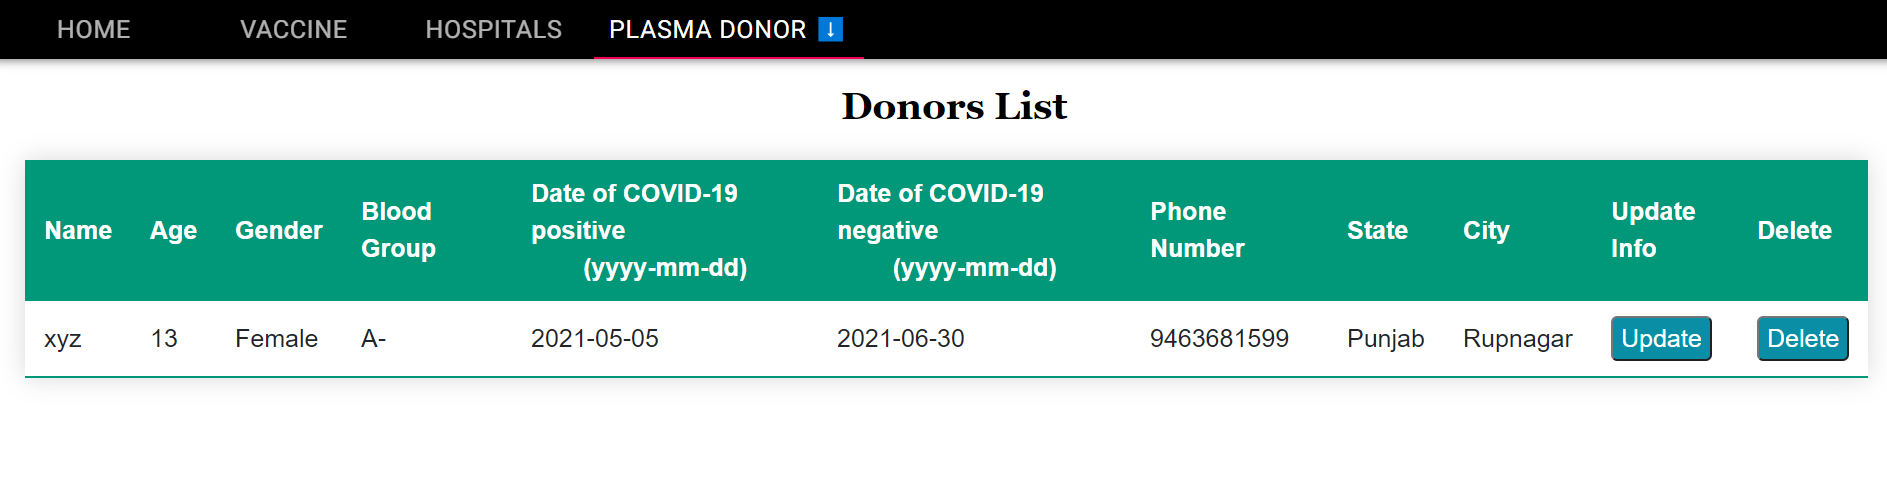 HOME VACCINE HOSPITALS PLASMA DONOR ⬇
Donors List
Name Age Gender Blood Group Date of COVID-19 positive (yyyy-mm-dd) Date of COVID-19 negative (yyyy-mm-dd) Phone Number State City Update Info Delete
xyz 13 Female A- 2021-05-05 2021-06-30 9463681599 Punjab Rupnagar Update Delete